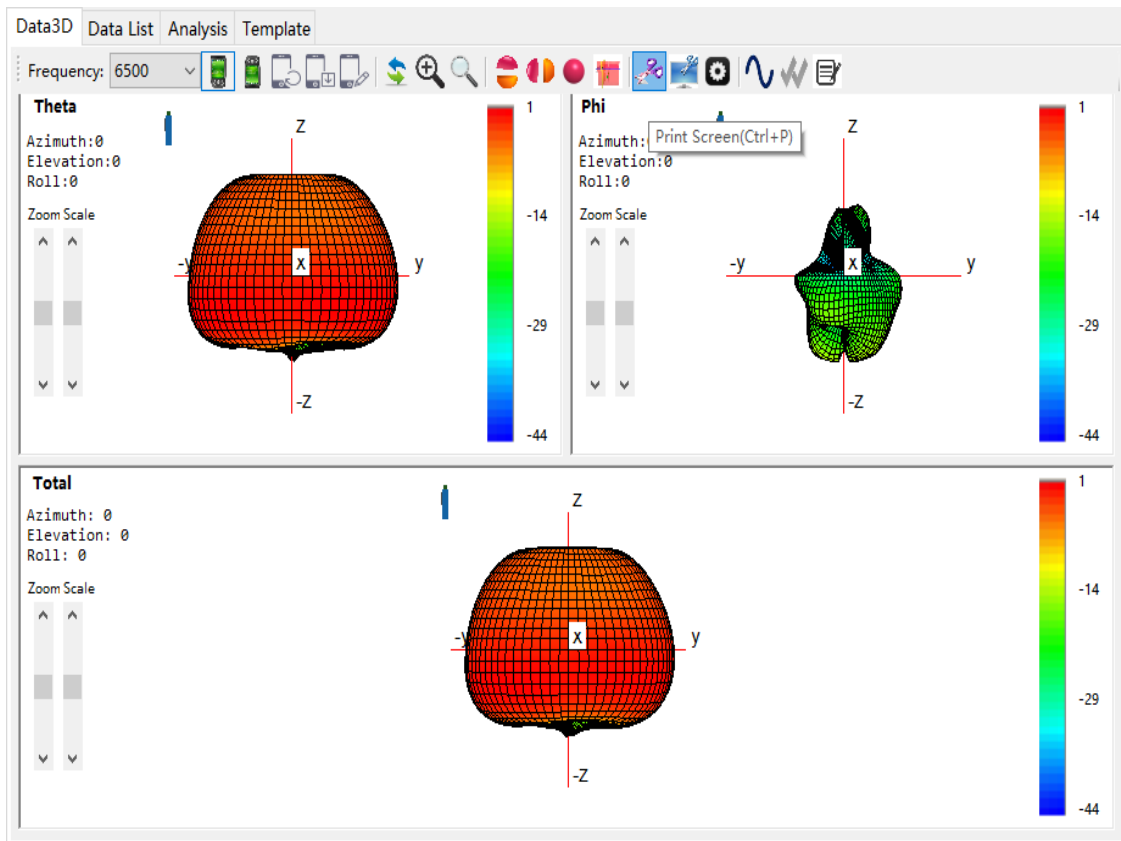 Data3D Data List Analysis Template
Frequency: 6500
Theta
Azimuth:0
Elevation:0
Roll:0
Zoom Scale
Z
-y
X
y
-Z
1
-14
-29
-44
Phi
Azimuth:
Print Screen(Ctrl+P)
Elevation:0
Roll:0
Zoom Scale
Z
-y
X
y
-Z
1
-14
-29
-44
Total
Azimuth: 0
Elevation: 0
Roll: 0
Zoom Scale
Z
-y
X
y
-Z
1
-14
-29
-44